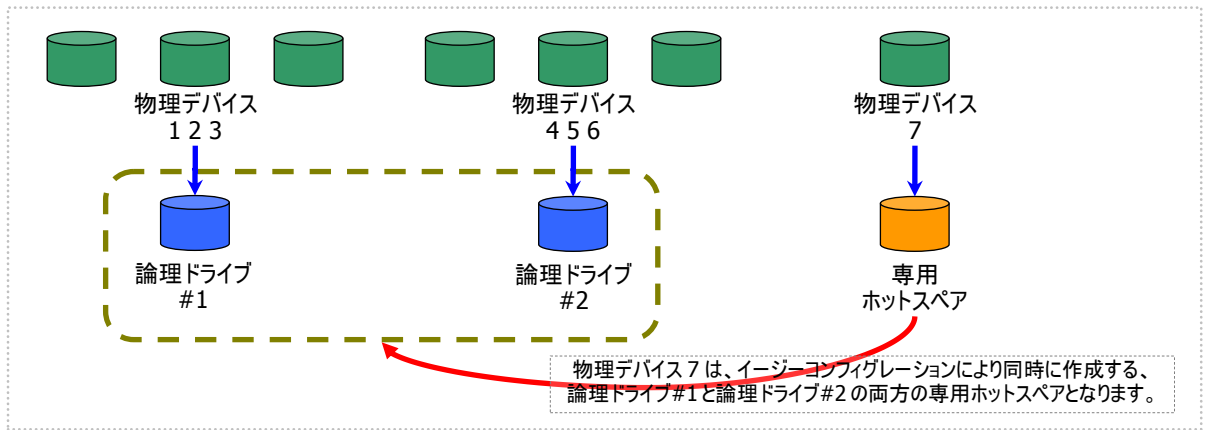 物理デバイス
1 2 3
物理デバイス
4 5 6
物理デバイス
7
論理ドライブ
#1
論理ドライブ
#2
専用
ホットスペア
物理デバイス7は、イージーコンフィグレーションにより同時に作成する、
論理ドライブ#1と論理ドライブ#2の両方の専用ホットスペアとなります。